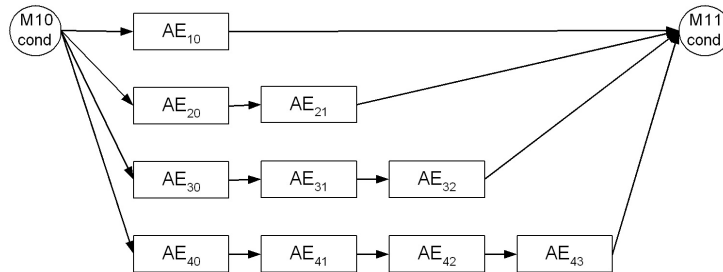 M10
cond
AE₁₀
M11
cond
AE₂₀
AE₂₁
AE₃₀
AE₃₁
AE₃₂
AE₄₀
AE₄₁
AE₄₂
AE₄₃